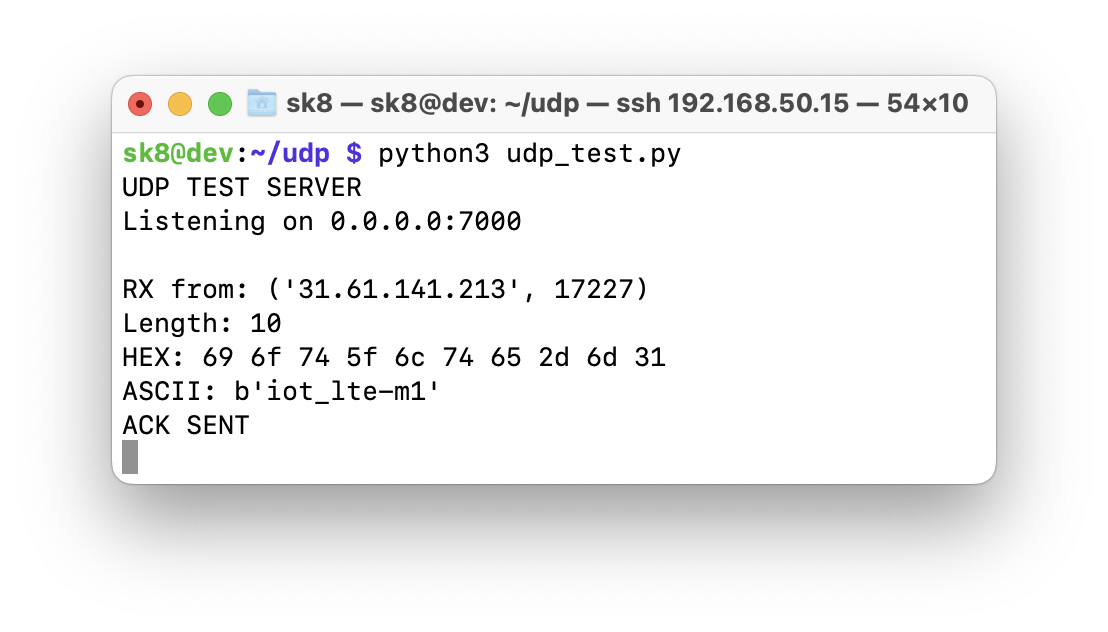 sk8 — sk8@dev: ~/udp — ssh 192.168.50.15 — 54×10
sk8@dev:~/udp $ python3 udp_test.py
UDP TEST SERVER
Listening on 0.0.0.0:7000
RX from: ('31.61.141.213', 17227)
Length: 10
HEX: 69 6f 74 5f 6c 74 65 2d 6d 31
ASCII: b'iot_lte-m1'
ACK SENT